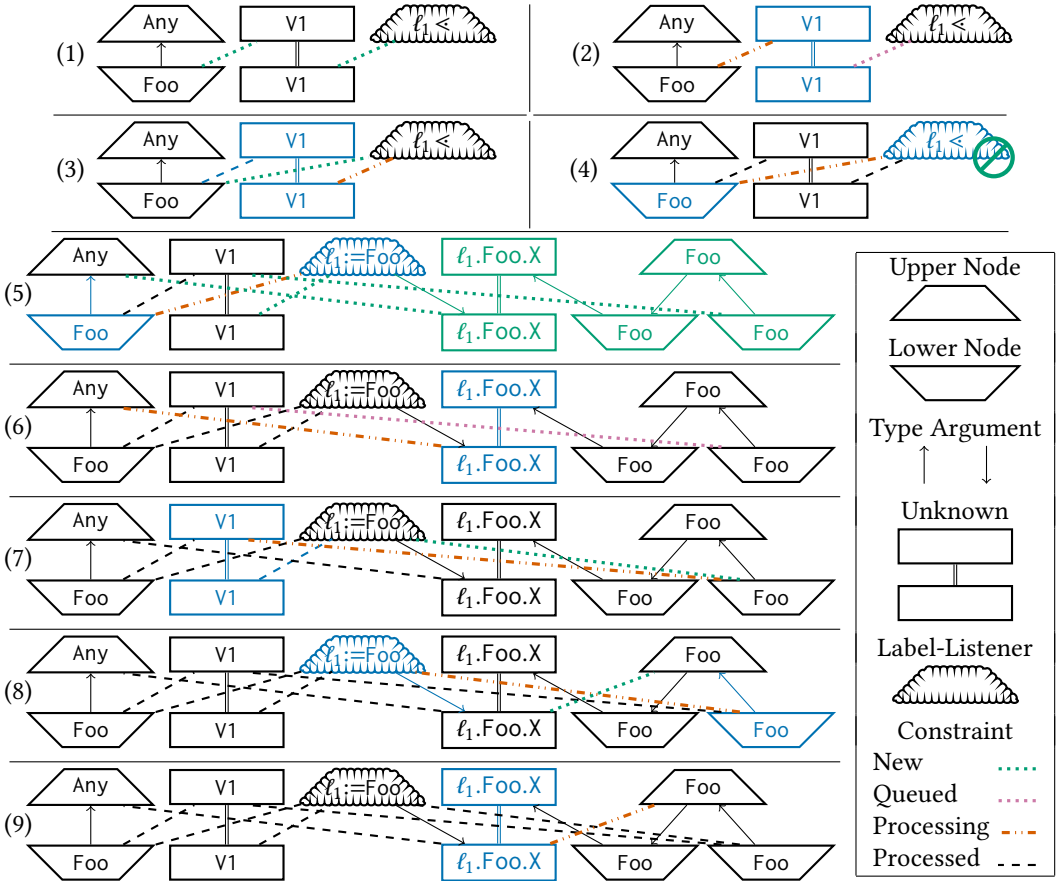 (1) Any V1 ℓ₁ ⋖
Foo V1
(2) Any V1 ℓ₁ ⋖
Foo V1
(3) Any V1 ℓ₁ ⋖
Foo V1
(4) Any V1 ℓ₁ ⋖
Foo V1
(5) Any V1 ℓ₁:=Foo ℓ₁.Foo.X Foo
Foo V1 ℓ₁.Foo.X Foo Foo
(6) Any V1 ℓ₁:=Foo ℓ₁.Foo.X Foo
Foo V1 ℓ₁.Foo.X Foo Foo
(7) Any V1 ℓ₁:=Foo ℓ₁.Foo.X Foo
Foo V1 ℓ₁.Foo.X Foo Foo
(8) Any V1 ℓ₁:=Foo ℓ₁.Foo.X Foo
Foo V1 ℓ₁.Foo.X Foo Foo
(9) Any V1 ℓ₁:=Foo ℓ₁.Foo.X Foo
Foo V1 ℓ₁.Foo.X Foo Foo
Upper Node
Lower Node
Type Argument
Unknown
Label-Listener
Constraint
New
Queued
Processing
Processed